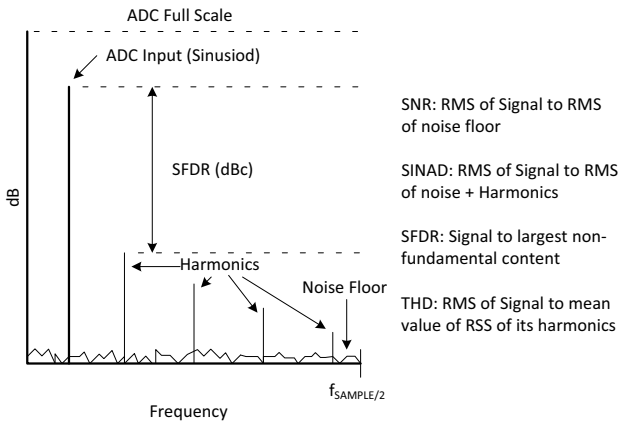 ADC Full Scale
ADC Input (Sinusiod)
SFDR (dBc)
dB
Harmonics
Noise Floor
fSAMPLE/2
Frequency
SNR: RMS of Signal to RMS
of noise floor
SINAD: RMS of Signal to RMS
of noise + Harmonics
SFDR: Signal to largest non-
fundamental content
THD: RMS of Signal to mean
value of RSS of its harmonics